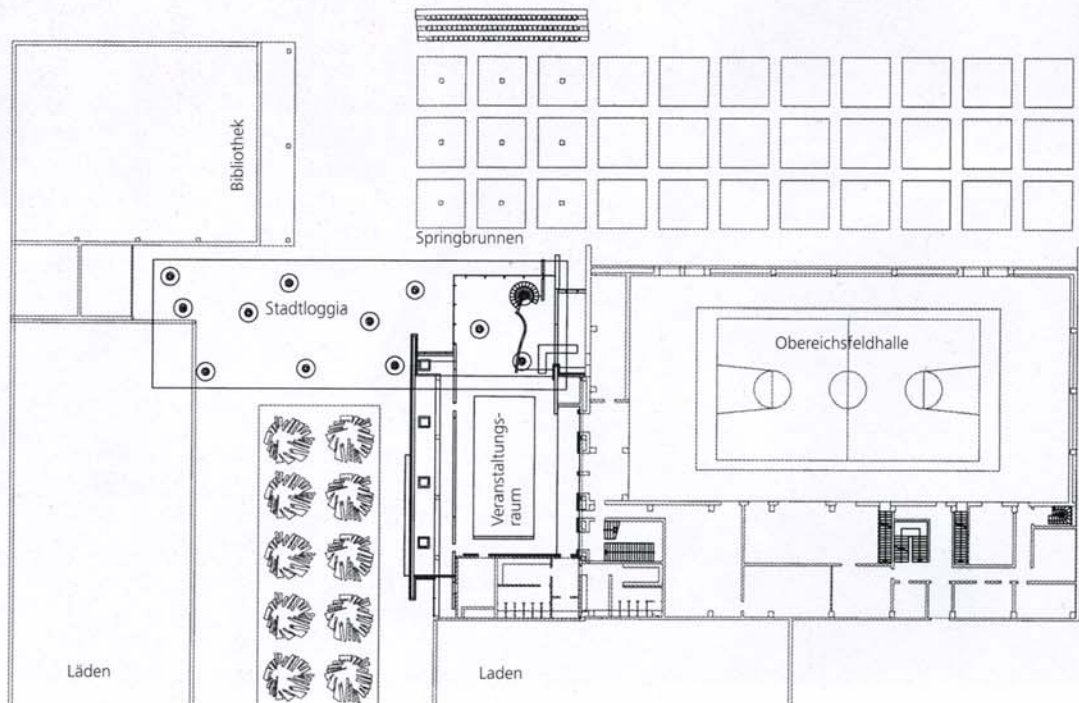 Bibliothek
Springbrunnen
Stadtloggia
Obereichsfeldhalle
Veranstaltungs-
raum
Läden
Laden